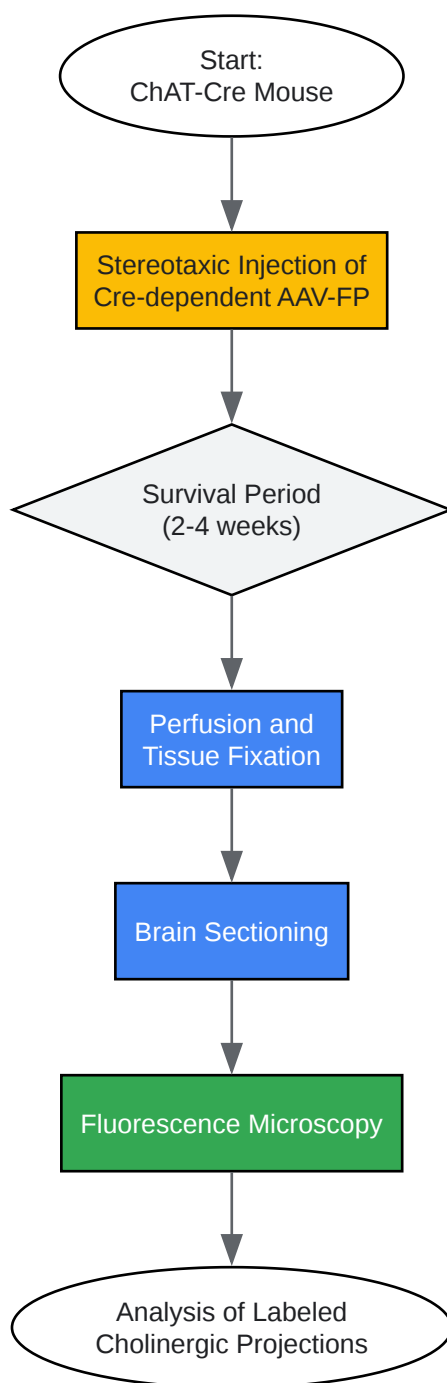 Start:
ChAT-Cre Mouse
Stereotaxic Injection of
Cre-dependent AAV-FP
Survival Period
(2-4 weeks)
Perfusion and
Tissue Fixation
Brain Sectioning
Fluorescence Microscopy
Analysis of Labeled
Cholinergic Projections